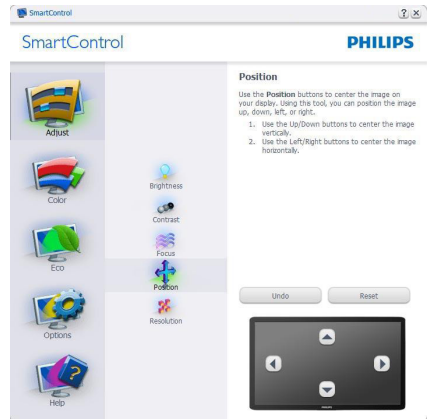 SmartControl
SmartControl
PHILIPS
Adjust
Color
Eco
Options
Help
Brightness
Contrast
Focus
Position
Resolution
Position
Use the Position buttons to center the image on
your display. Using this tool, you can position the image
up, down, left, or right.
1. Use the Up/Down buttons to center the image
vertically.
2. Use the Left/Right buttons to center the image
horizontally.
Undo
Reset
PHILIPS